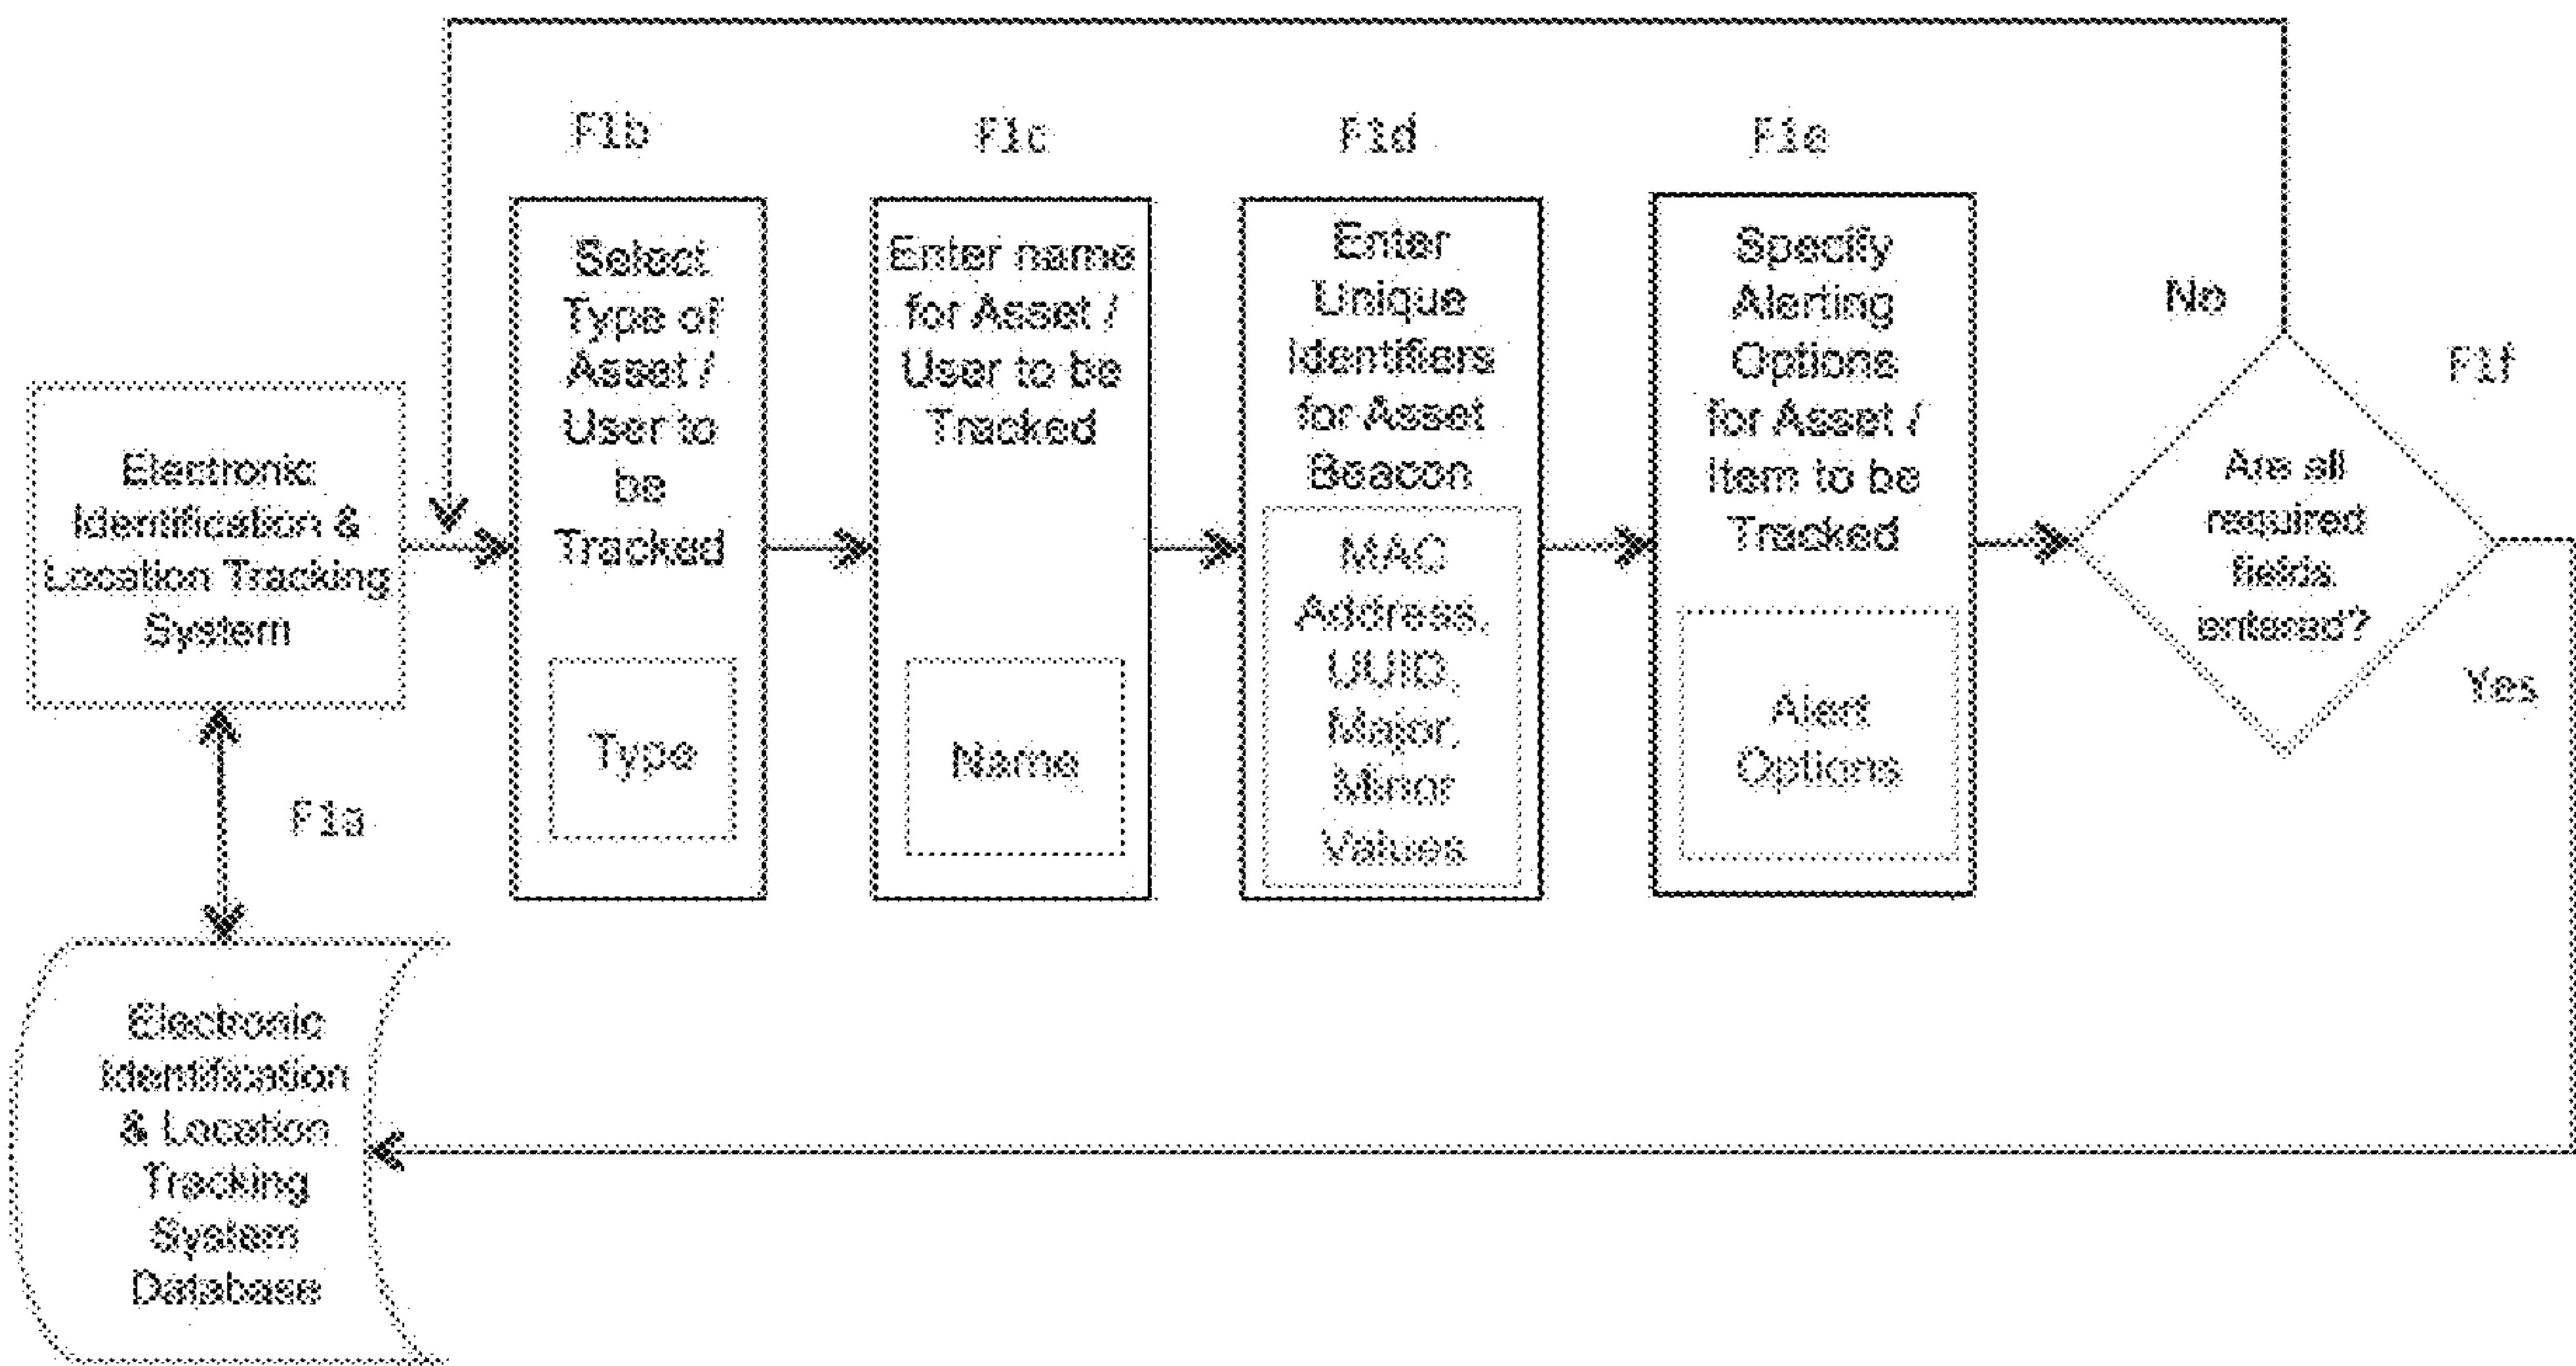 F1b
F1c
F1d
F1e
Select
Type of
Asset /
User to
be
Tracked
Type
Enter name
for Asset /
User to be
Tracked
Name
Enter
Unique
Identifiers
for Asset
Beacon
MAC
Address,
UUID,
Major,
Minor
Values
Specify
Alerting
Options
for Asset /
Item to be
Tracked
Alert
Options
No
F1f
Are all
required
fields
entered?
Yes
Electronic
Identification &
Location Tracking
System
F1a
Electronic
Identification
& Location
Tracking
System
Database